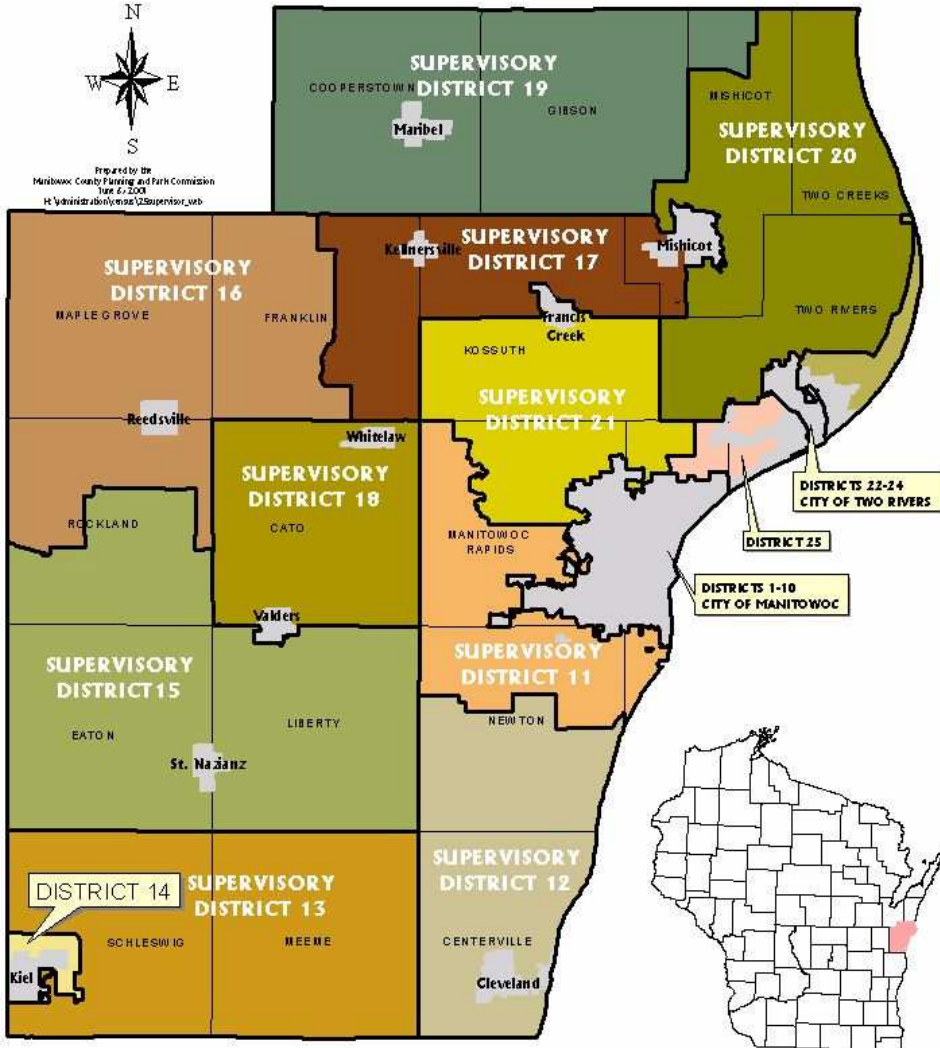 N
W E
S
Prepared by the
Manitowoc County Planning and Park Commission
June 6, 2001
SUPERVISORY
DISTRICT 19
COOPERSTOWN
GIBSON
Maribel
MISHICOT
SUPERVISORY
DISTRICT 20
TWO CREEKS
SUPERVISORY
DISTRICT 16
MAPLE GROVE
FRANKLIN
Reedsville
Kellnersville
SUPERVISORY
DISTRICT 17
Mishicot
TWO RIVERS
Francis
Creek
KOSSUTH
SUPERVISORY
DISTRICT 21
Whitelaw
SUPERVISORY
DISTRICT 18
CATO
ROCKLAND
MANITOWOC
RAPIDS
DISTRICTS 22-24
CITY OF TWO RIVERS
DISTRICT 25
DISTRICTS 1-10
CITY OF MANITOWOC
Valders
SUPERVISORY
DISTRICT 15
EATON
LIBERTY
St. Nazianz
SUPERVISORY
DISTRICT 11
NEWTON
DISTRICT 14
SUPERVISORY
DISTRICT 13
SCHLESWIG
MEEME
Kiel
SUPERVISORY
DISTRICT 12
CENTERVILLE
Cleveland